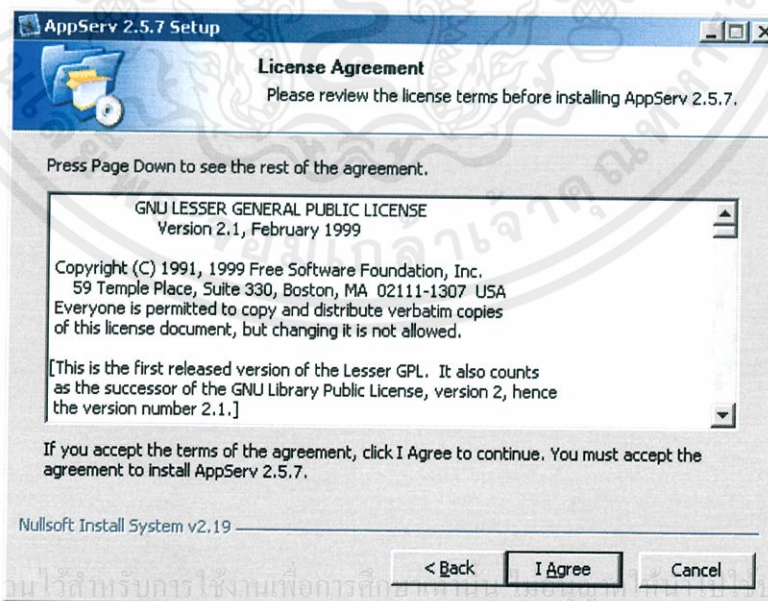 AppServ 2.5.7 Setup
License Agreement
Please review the license terms before installing AppServ 2.5.7.
Press Page Down to see the rest of the agreement.
GNU LESSER GENERAL PUBLIC LICENSE
Version 2.1, February 1999
Copyright (C) 1991, 1999 Free Software Foundation, Inc.
59 Temple Place, Suite 330, Boston, MA 02111-1307 USA
Everyone is permitted to copy and distribute verbatim copies
of this license document, but changing it is not allowed.
[This is the first released version of the Lesser GPL. It also counts
as the successor of the GNU Library Public License, version 2, hence
the version number 2.1.]
If you accept the terms of the agreement, click I Agree to continue. You must accept the
agreement to install AppServ 2.5.7.
Nullsoft Install System v2.19
< Back I Agree Cancel